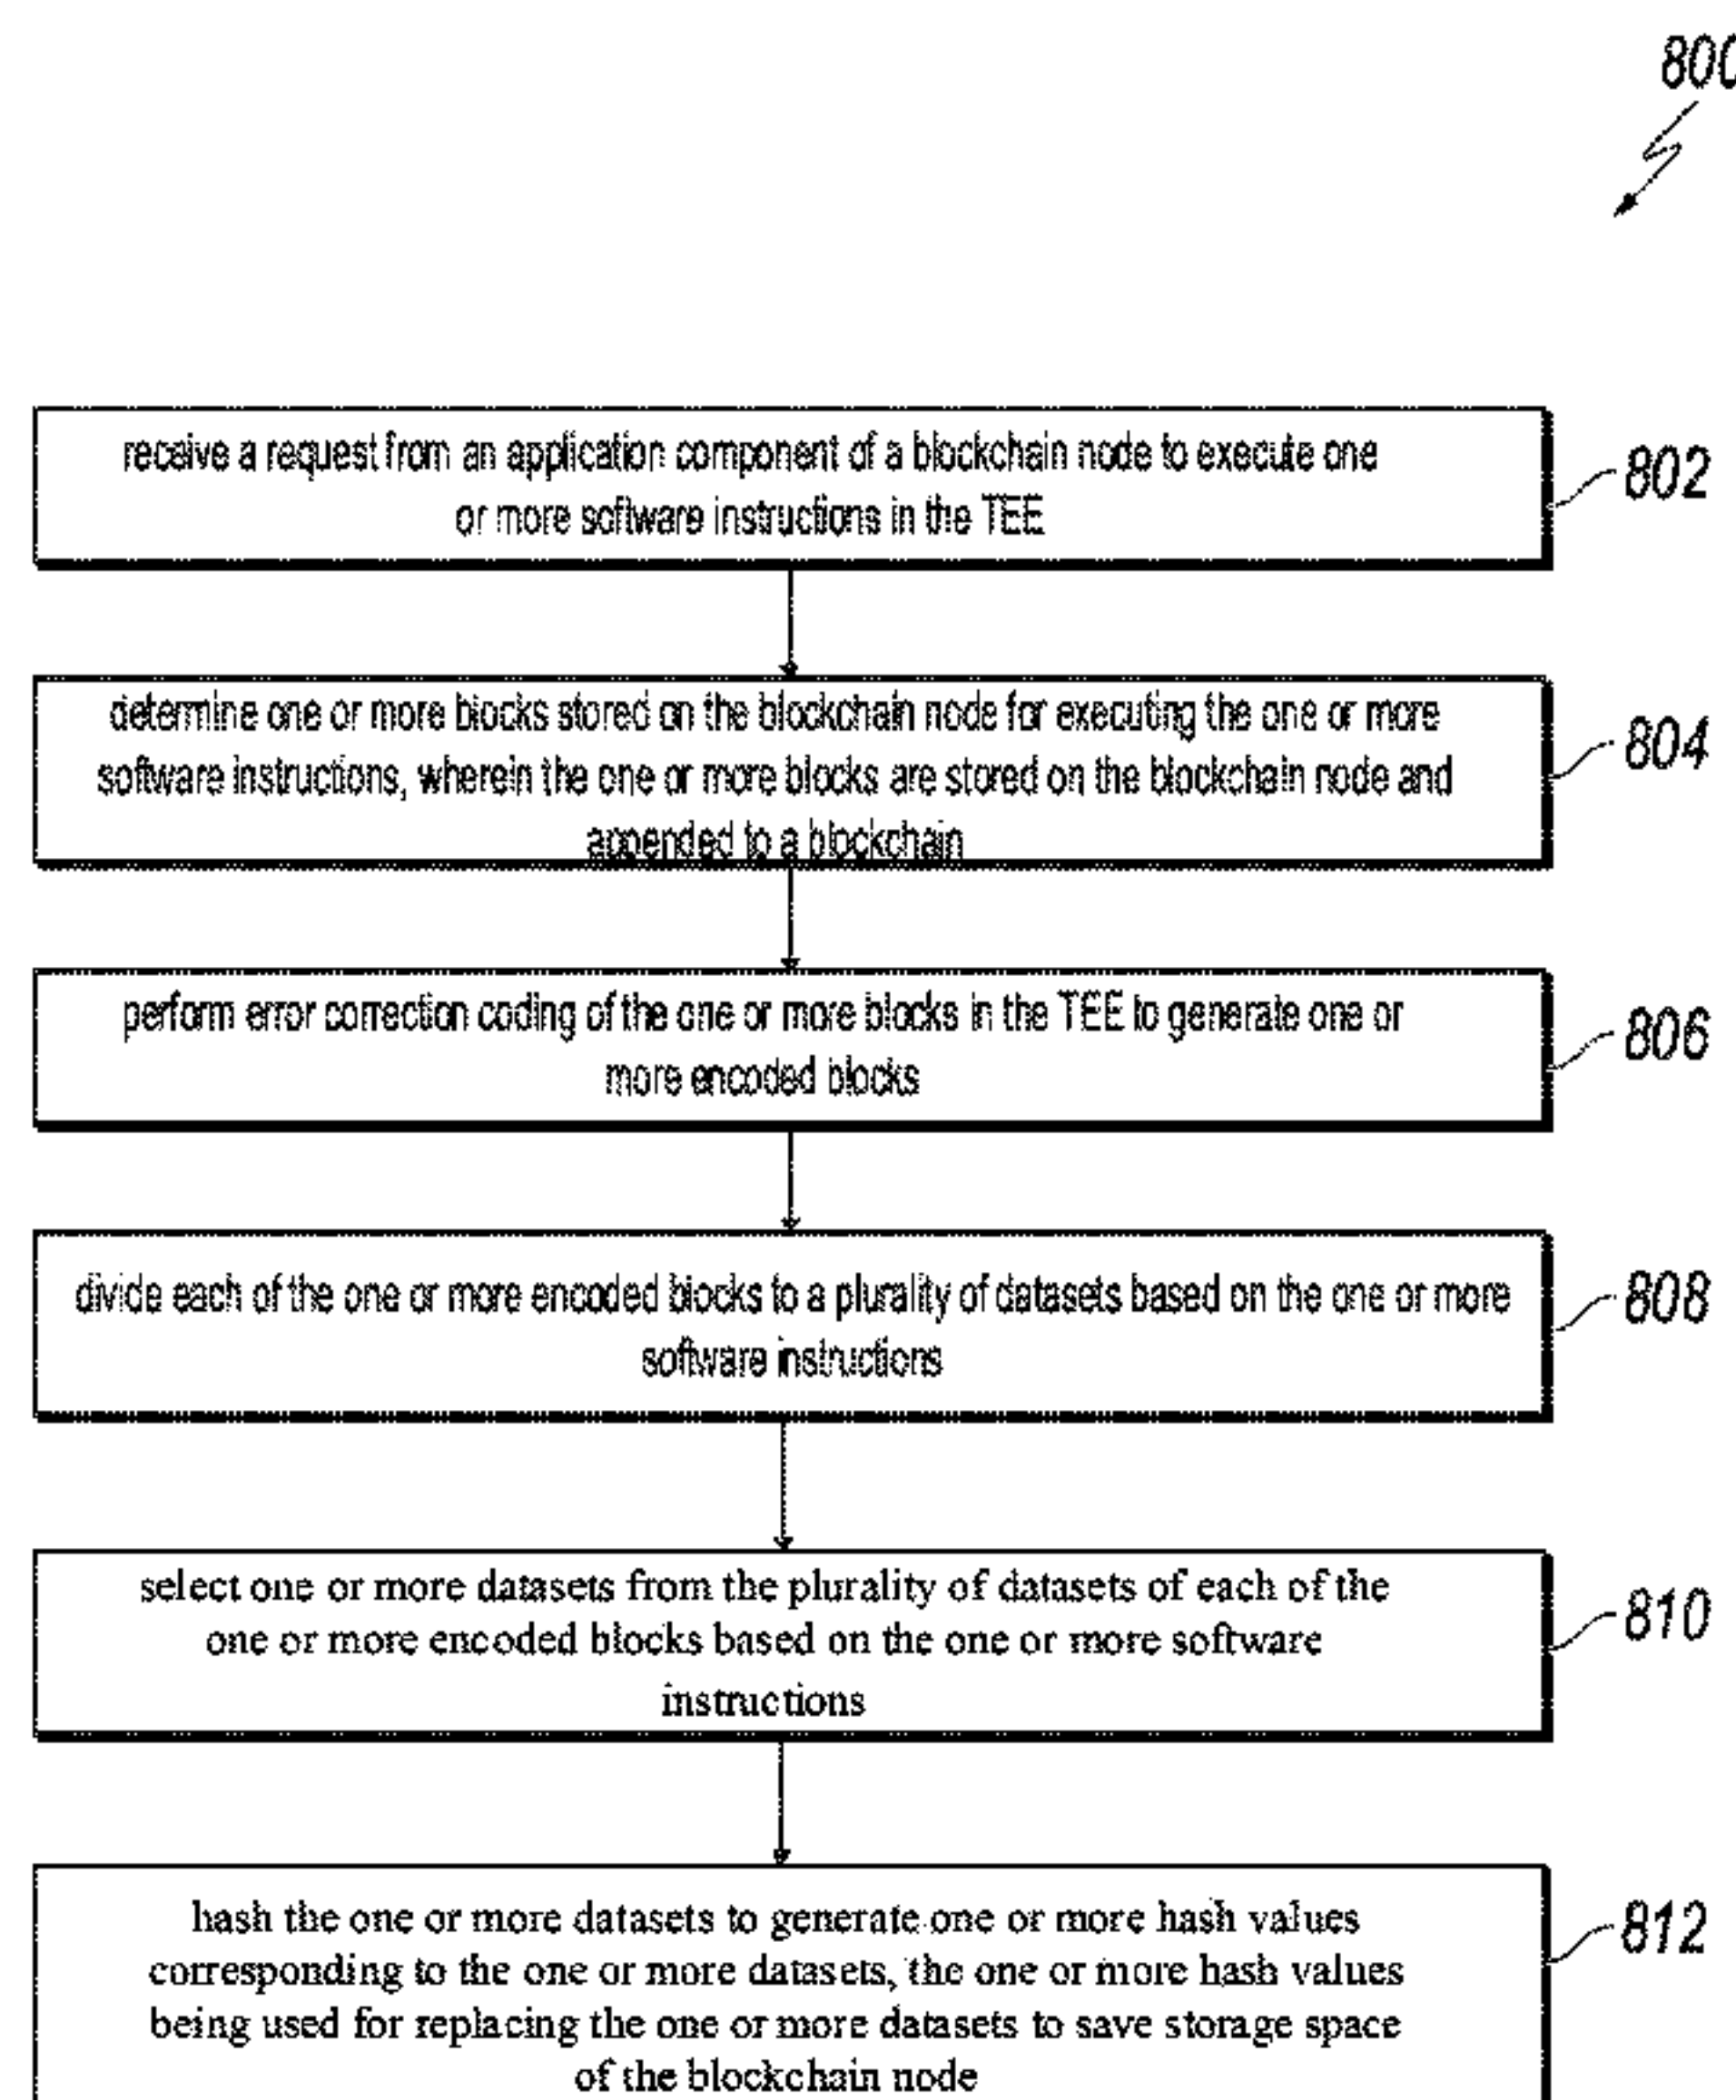 800
receive a request from an application component of a blockchain node to execute one
or more software instructions in the TEE
802
determine one or more blocks stored on the blockchain node for executing the one or more
software instructions, wherein the one or more blocks are stored on the blockchain node and
appended to a blockchain
804
perform error correction coding of the one or more blocks in the TEE to generate one or
more encoded blocks
806
divide each of the one or more encoded blocks to a plurality of datasets based on the one or more
software instructions
808
select one or more datasets from the plurality of datasets of each of the
one or more encoded blocks based on the one or more software
instructions
810
hash the one or more datasets to generate one or more hash values
corresponding to the one or more datasets, the one or more hash values
being used for replacing the one or more datasets to save storage space
of the blockchain node
812